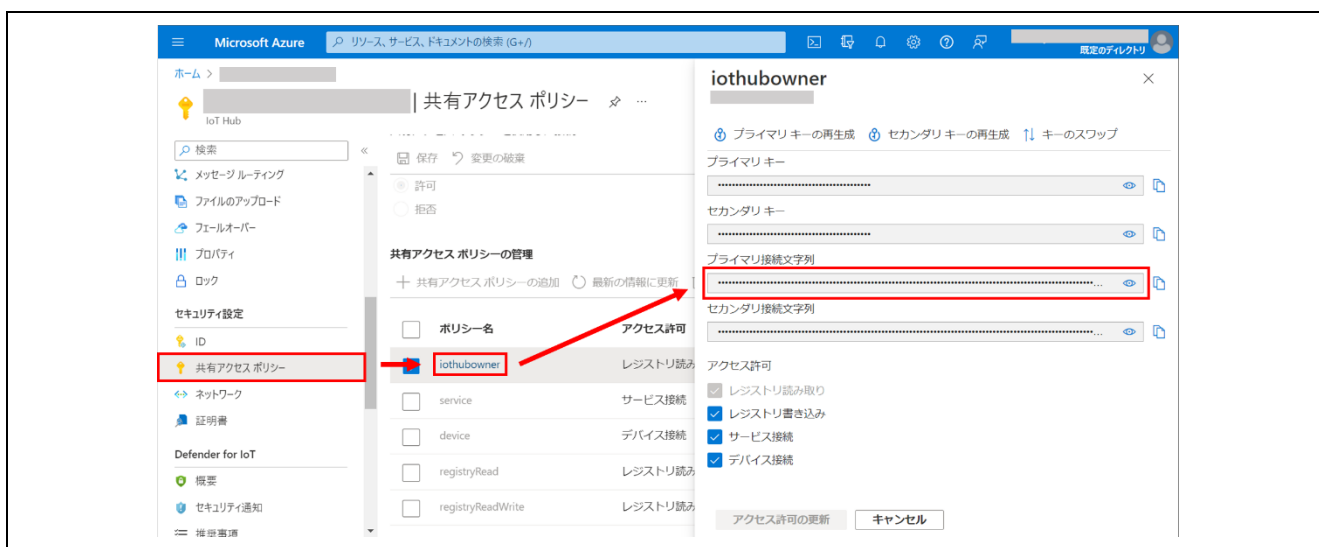 Microsoft Azure
リソース、サービス、ドキュメントの検索 (G+/)
既定のディレクトリ
ホーム >
| 共有アクセス ポリシー
IoT Hub
検索
メッセージ ルーティング
ファイルのアップロード
フェールオーバー
プロパティ
ロック
セキュリティ設定
ID
共有アクセス ポリシー
ネットワーク
証明書
Defender for IoT
概要
セキュリティ通知
推奨事項
保存
変更の破棄
許可
拒否
共有アクセス ポリシーの管理
共有アクセス ポリシーの追加
最新の情報に更新
ポリシー名
アクセス許可
iothubowner
レジストリ読み
service
サービス接続
device
デバイス接続
registryRead
レジストリ読み
registryReadWrite
レジストリ読み
iothubowner
プライマリ キーの再生成
セカンダリ キーの再生成
キーのスワップ
プライマリ キー
セカンダリ キー
プライマリ接続文字列
セカンダリ接続文字列
アクセス許可
レジストリ読み取り
レジストリ書き込み
サービス接続
デバイス接続
アクセス許可の更新
キャンセル